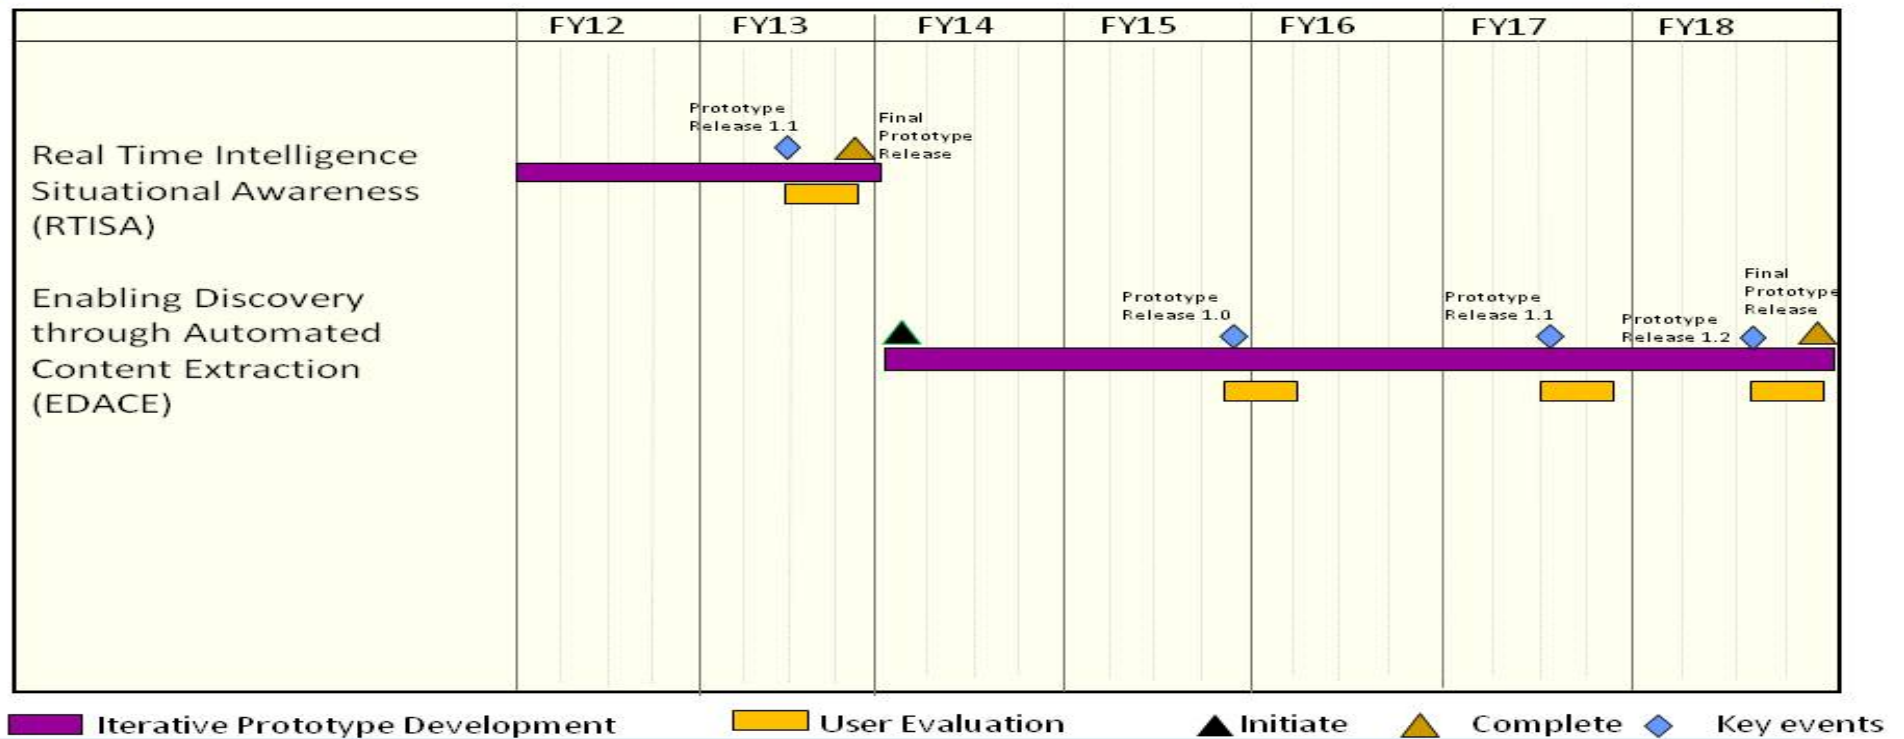 FY12 FY13 FY14 FY15 FY16 FY17 FY18
Prototype
Release 1.1
Final
Prototype
Release
Real Time Intelligence
Situational Awareness
(RTISA)
Enabling Discovery
through Automated
Content Extraction
(EDACE)
Prototype
Release 1.0
Prototype
Release 1.1
Prototype
Release 1.2
Final
Prototype
Release
Iterative Prototype Development User Evaluation Initiate Complete Key events